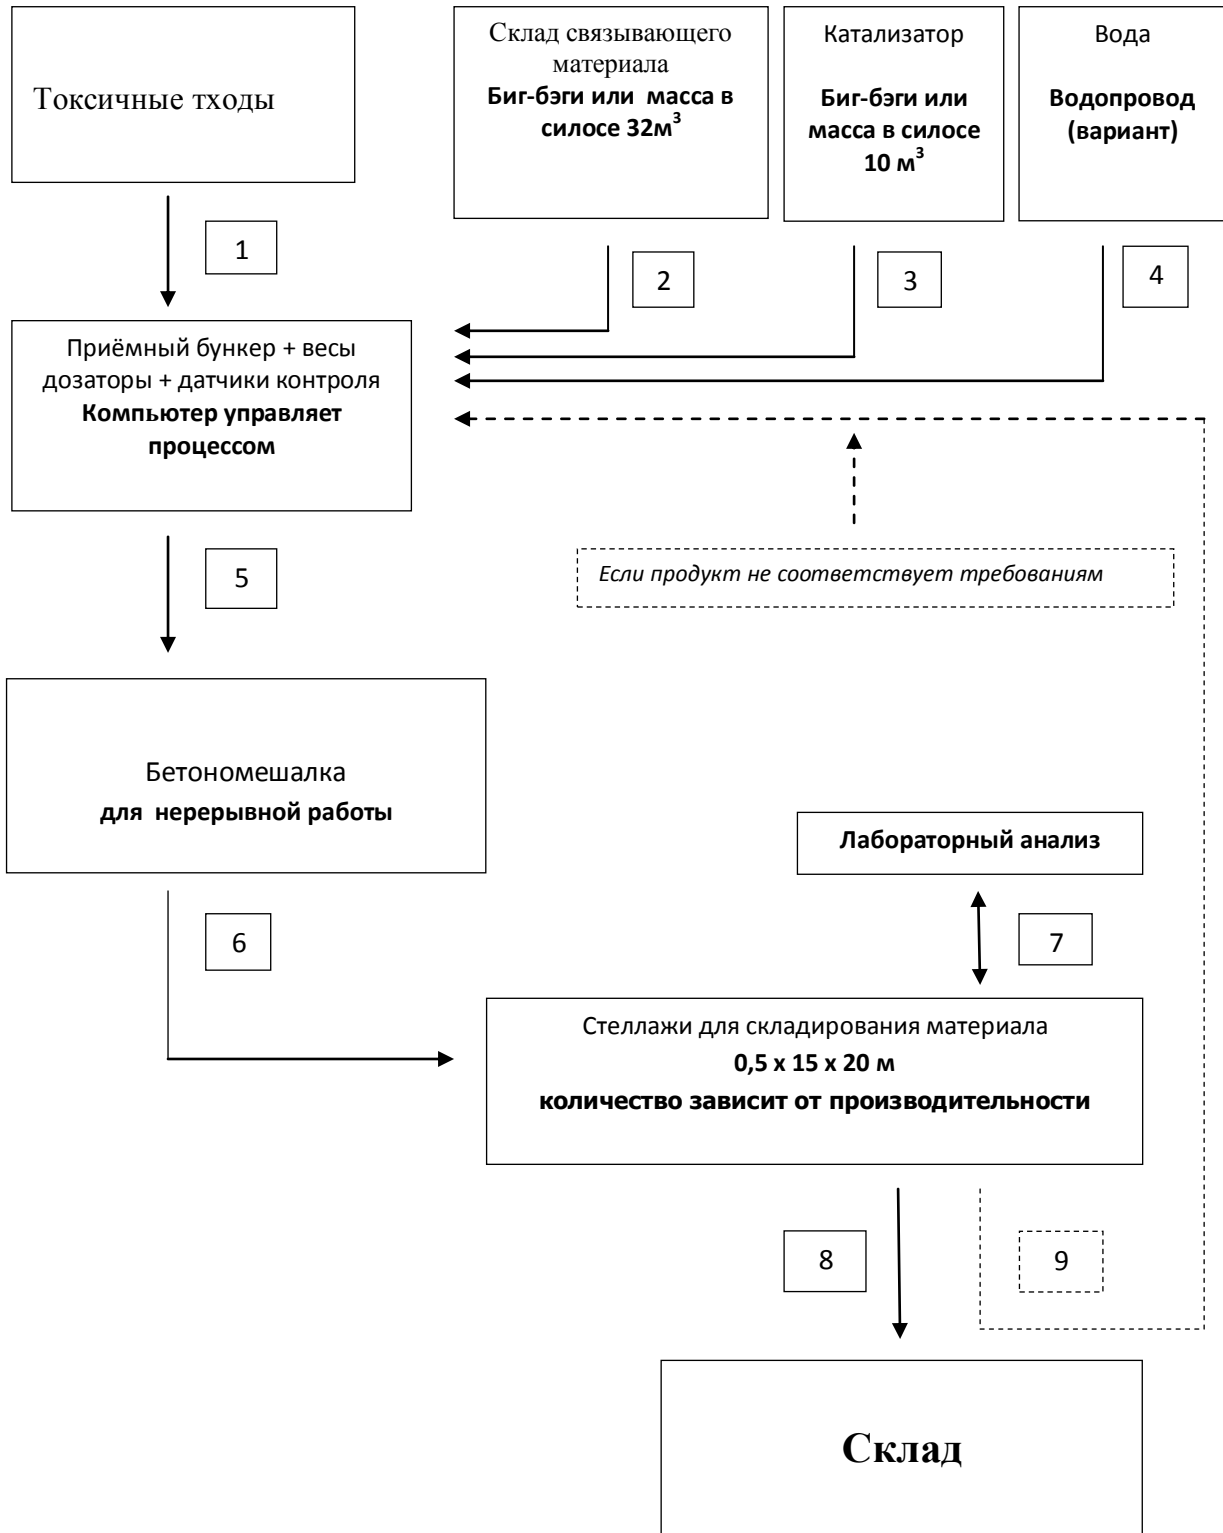 Токсичные тходы
Склад связывающего
материала
Биг-бэги или масса в
силосе 32м³
Катализатор
Биг-бэги или
масса в силосе
10 м³
Вода
Водопровод
(вариант)
1
2
3
4
Приёмный бункер + весы
дозаторы + датчики контроля
Компьютер управляет
процессом
5
Если продукт не соответствует требованиям
Бетономешалка
для нерерывной работы
Лабораторный анализ
6
7
Стеллажи для складирования материала
0,5 x 15 x 20 м
количество зависит от производительности
8
9
Склад